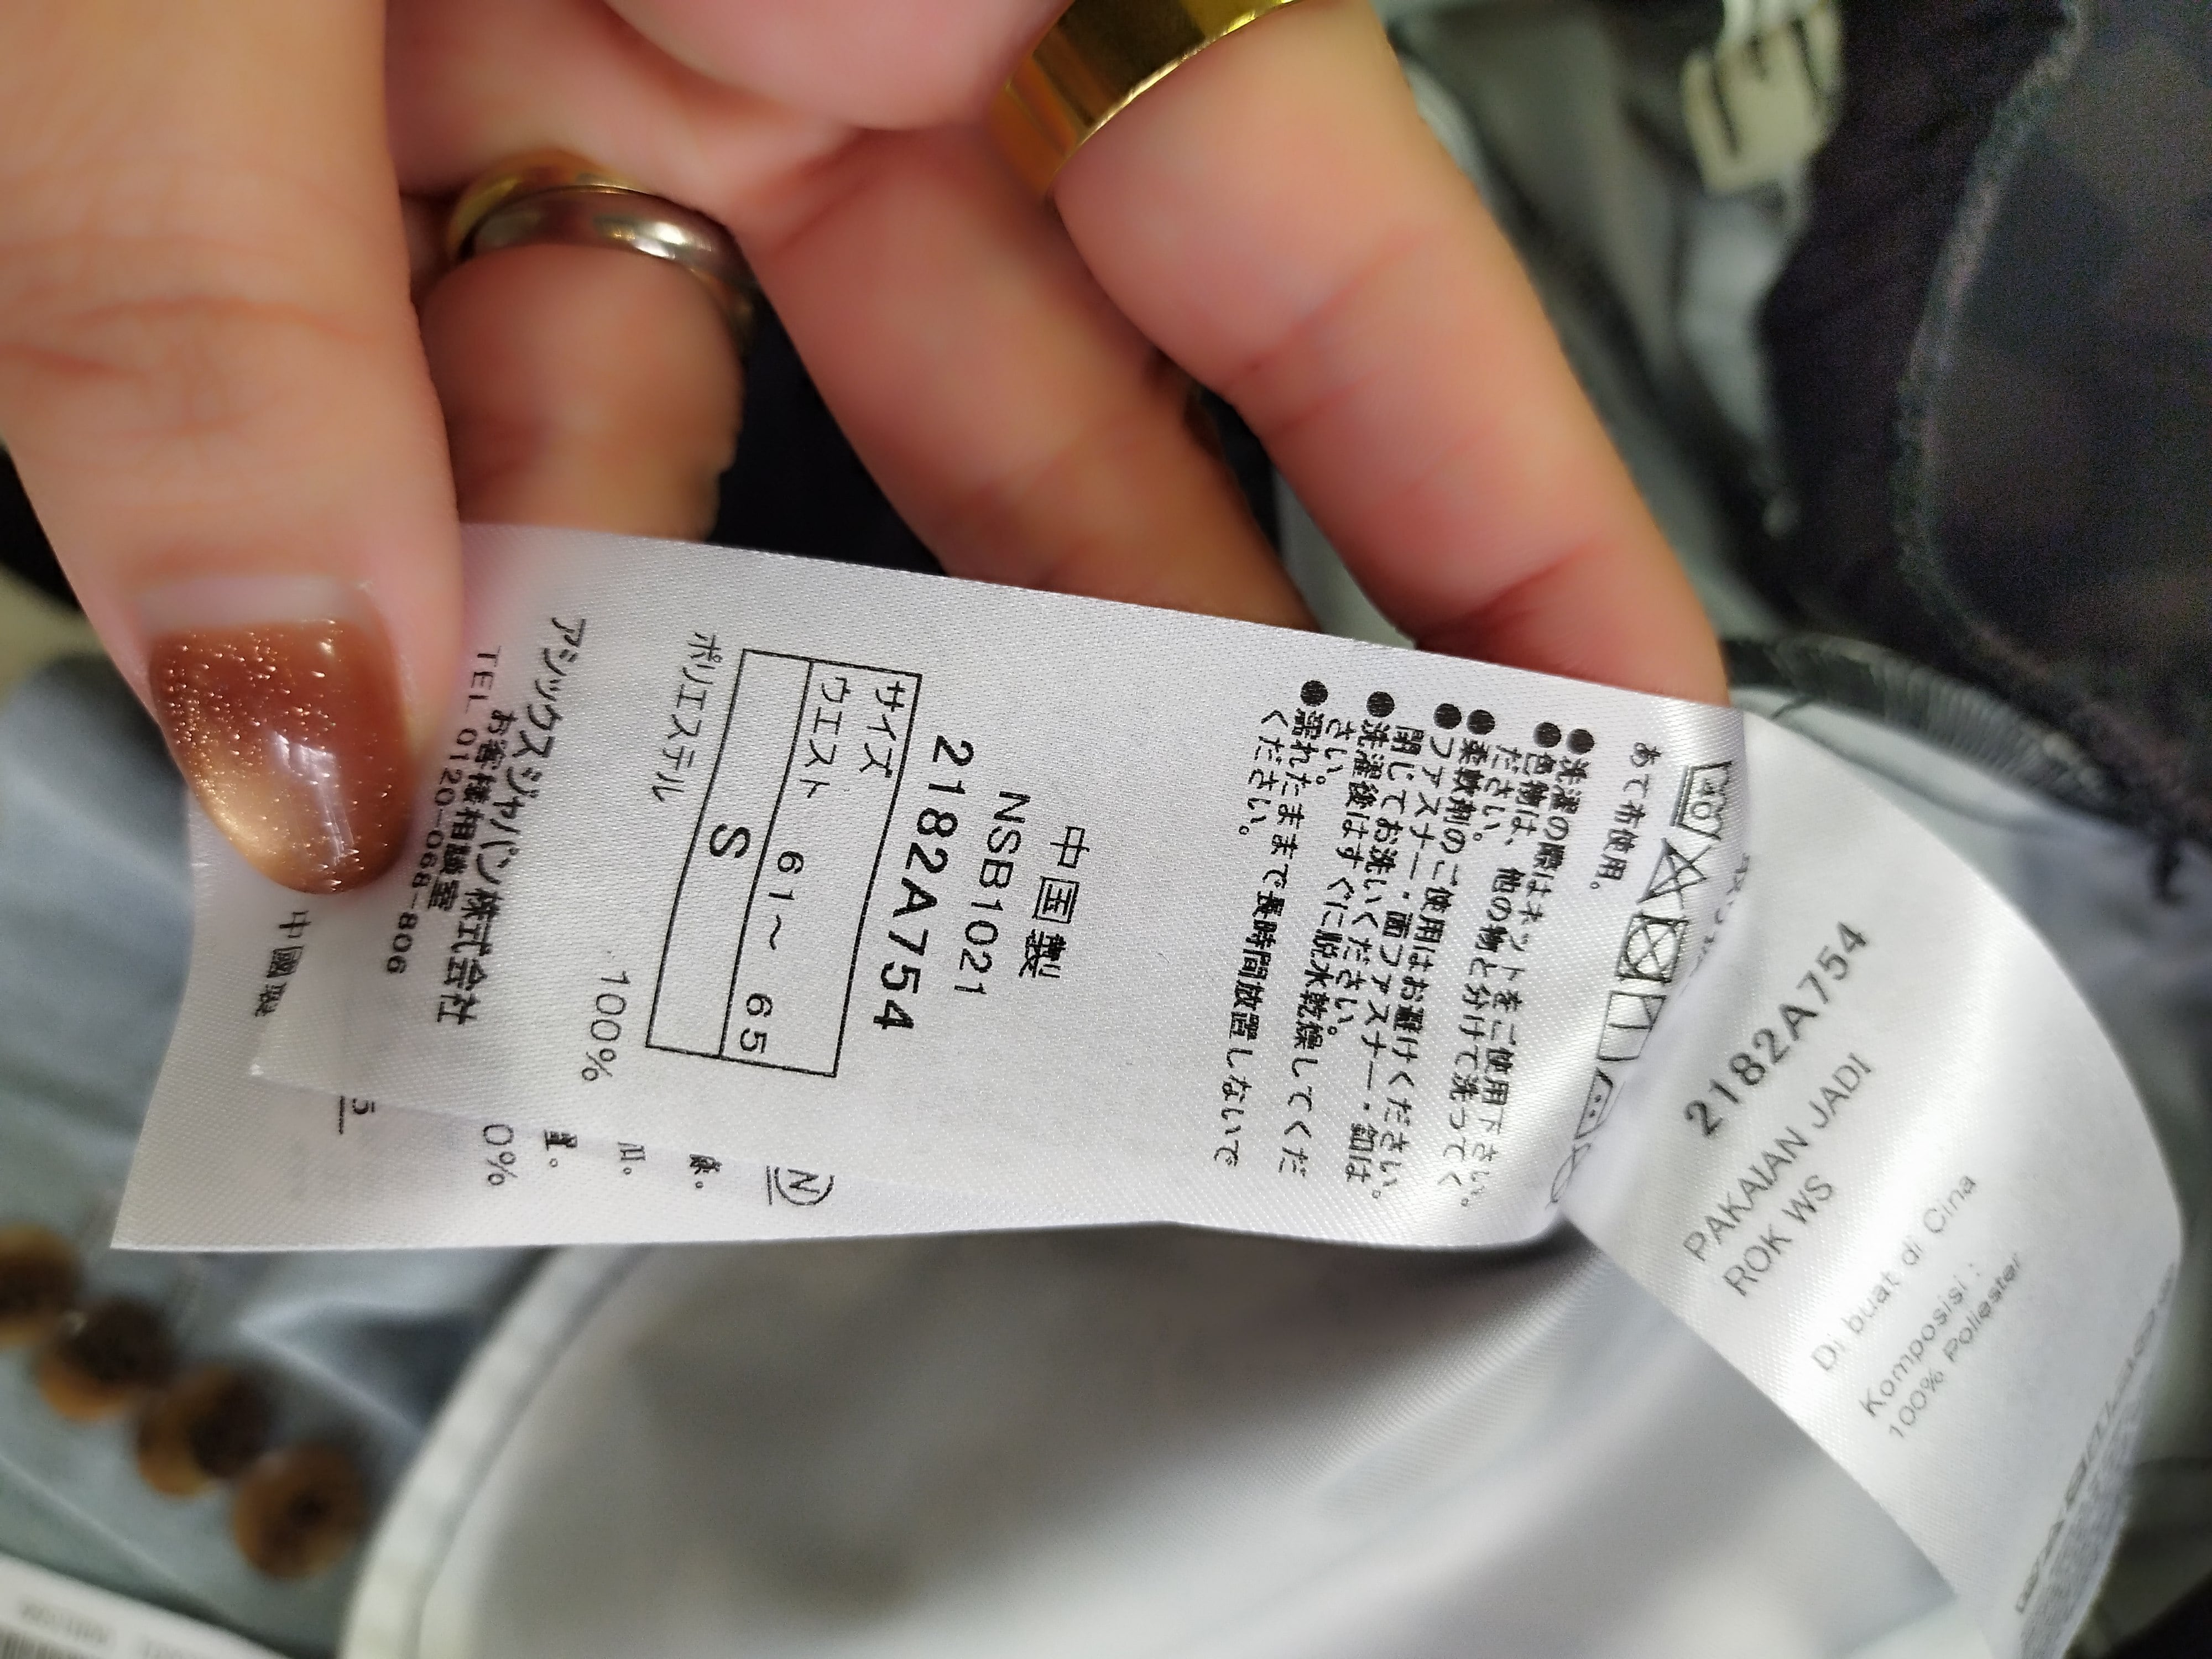 あて布使用。
●洗濯の際はネットをご使用下さい。
●色物は、他の物と分けて洗ってく
ださい。
●柔軟剤のご使用はお避けください。
●ファスナー・面ファスナー・釦は
閉じてお洗いください。
●洗濯後はすぐに脱水乾燥してくだ
さい。
●濡れたままで長時間放置しないで
ください。
中国製
NSB1021
2182A754
サイズ
ウエスト 61～ 65
S
ポリエステル 100%
アシックスジャパン株式会社
お客様相談室
TEL 0120-068-806
中國製
0%
5
N
2182A754
PAKAIAN JADI
ROK WS
Di buat di Cina
Komposisi :
100% Poliester